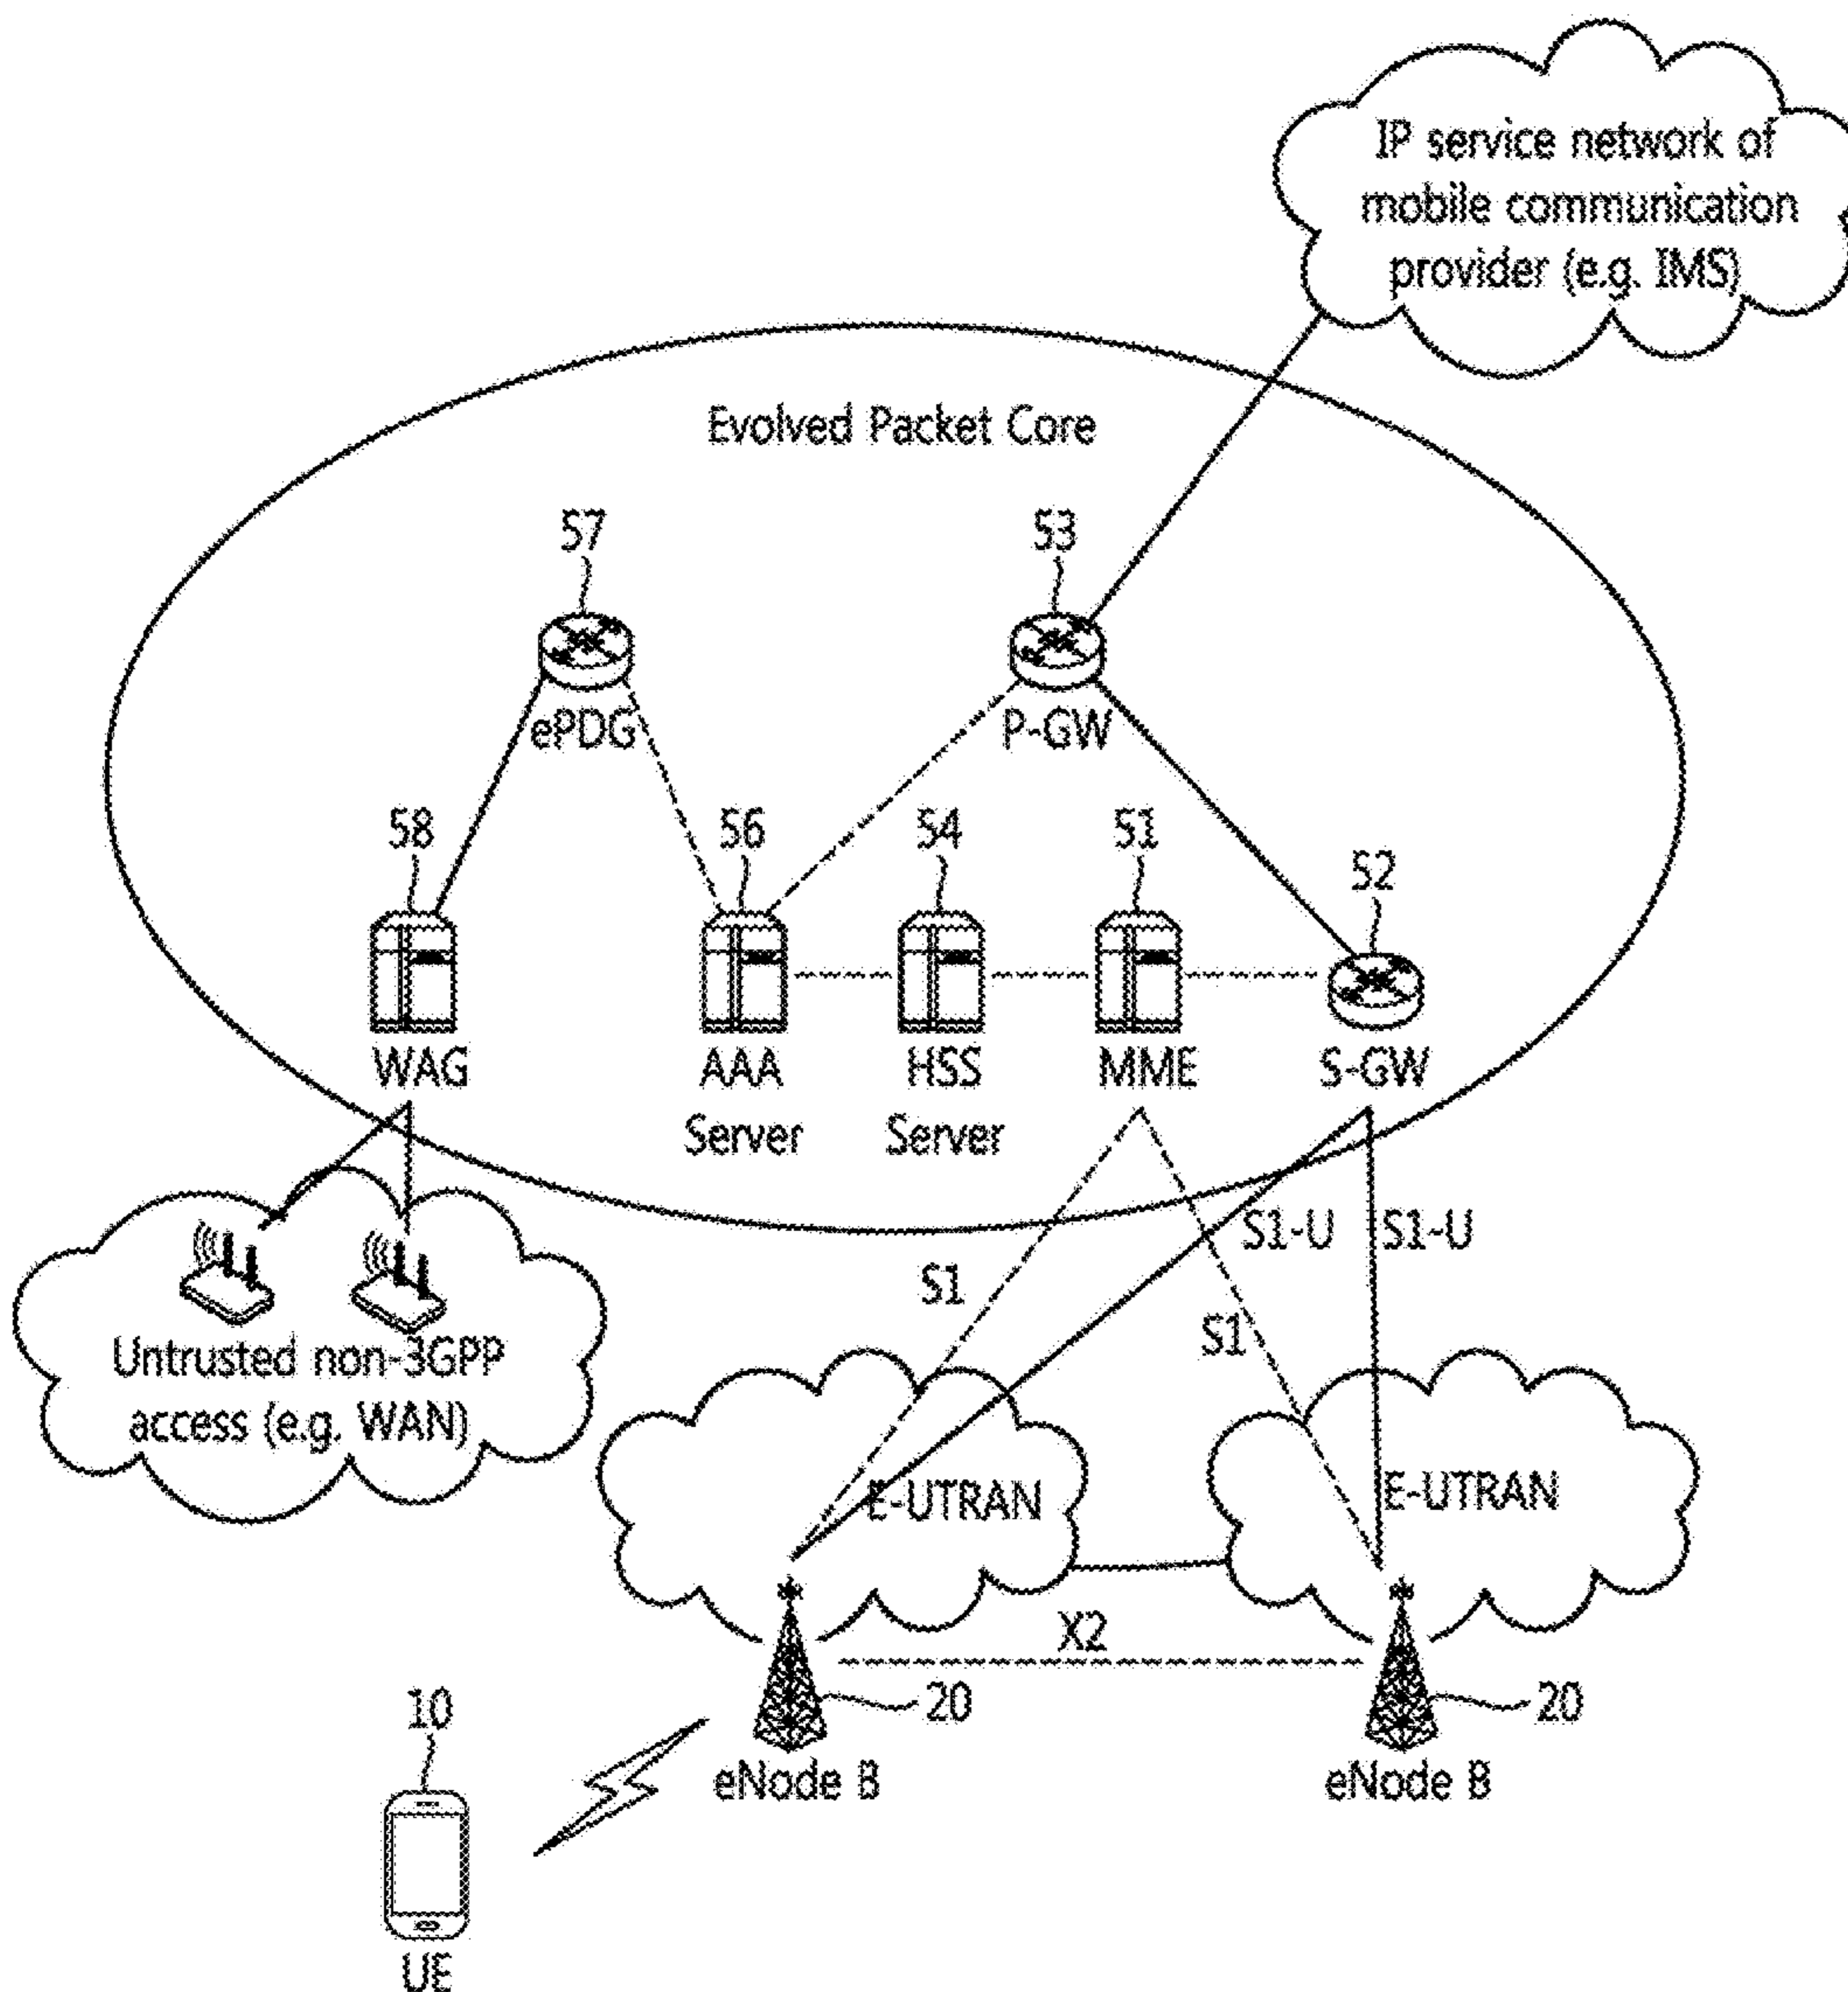 IP service network of
mobile communication
provider (e.g. IMS)
Evolved Packet Core
57
53
ePDG
P-GW
58
56
54
51
52
WAG
AAA
Server
HSS
Server
MME
S-GW
S1-U
S1-U
S1
S1
Untrusted non-3GPP
access (e.g. WAN)
E-UTRAN
E-UTRAN
X2
20
20
10
eNode B
eNode B
UE